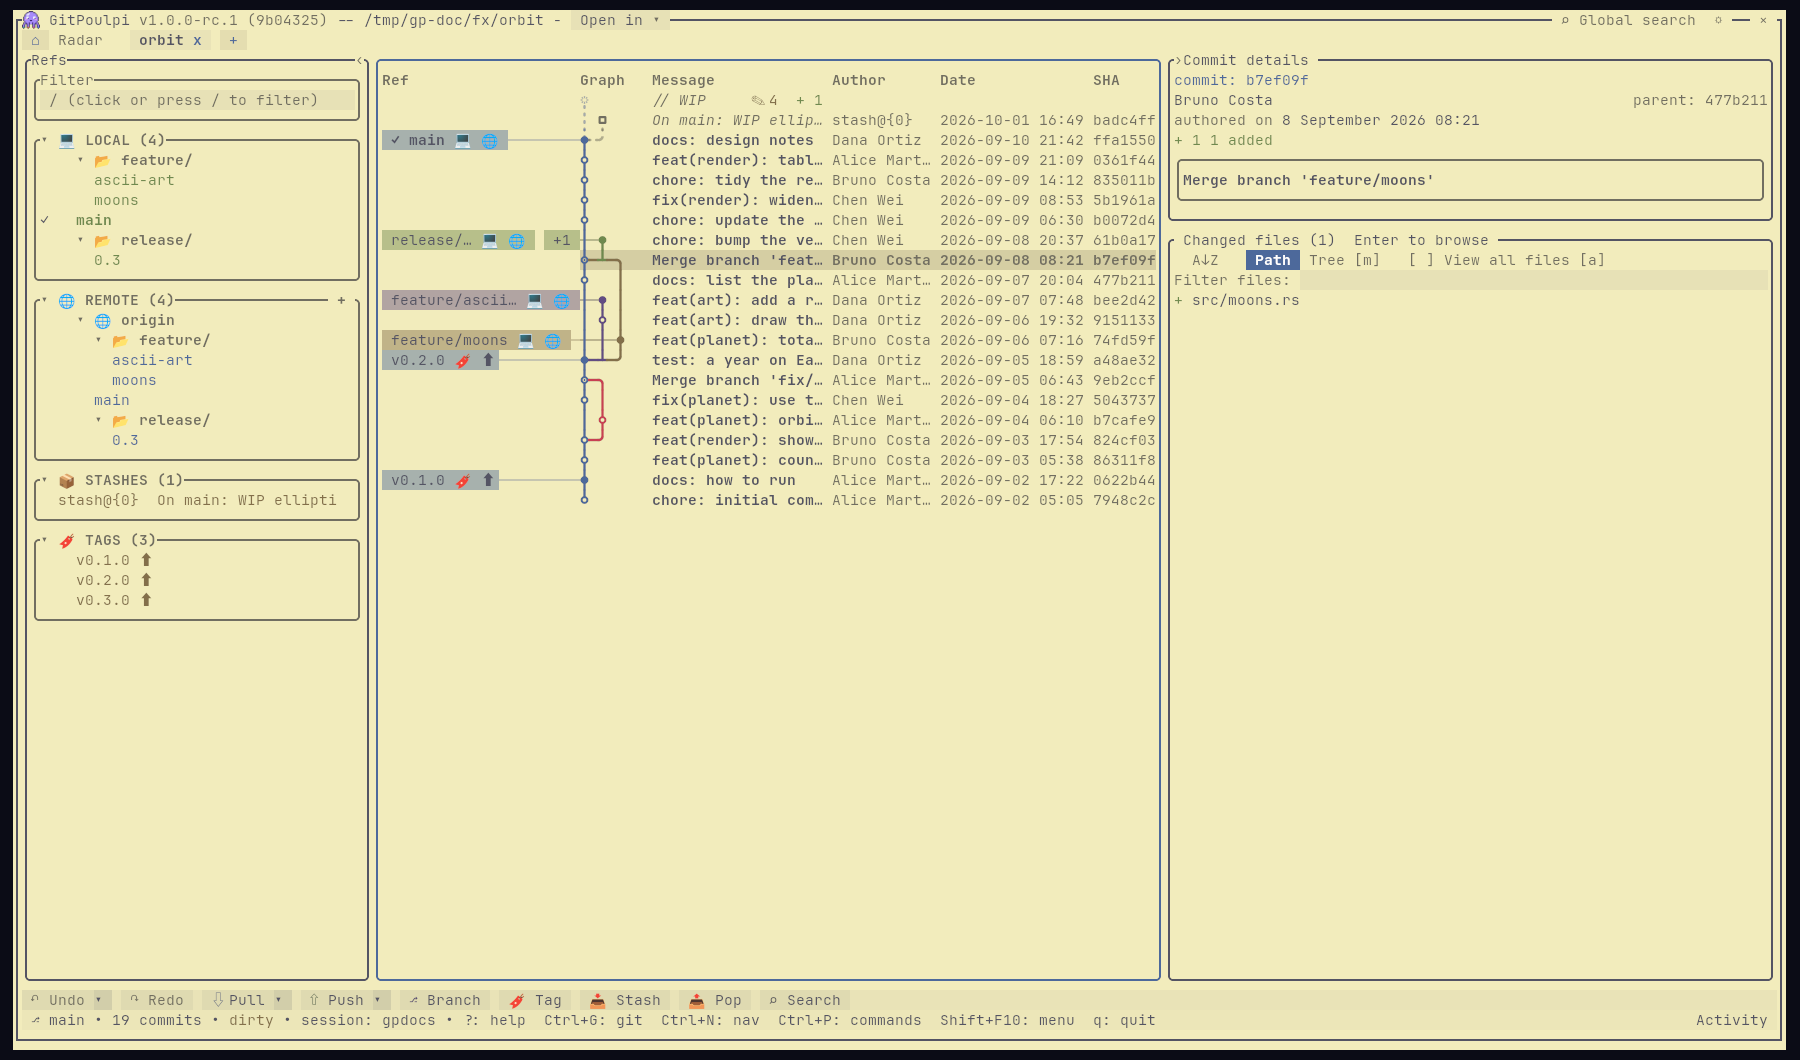 GitPoulpi v1.0.0-rc.1 (9b04325) -- /tmp/gp-doc/fx/orbit - Open in ▾ ⌕ Global search ×
⌂ Radar orbit x +
Refs ‹
Filter
/ (click or press / to filter)
▾ LOCAL (4)
▾ feature/
ascii-art
moons
✓ main
▾ release/
0.3
▾ REMOTE (4) +
▾ origin
▾ feature/
ascii-art
moons
main
▾ release/
0.3
▾ STASHES (1)
stash@{0} On main: WIP ellipti
▾ TAGS (3)
v0.1.0 ⬆
v0.2.0 ⬆
v0.3.0 ⬆
Ref Graph Message Author Date SHA
// WIP ✎4 + 1
On main: WIP ellip… stash@{0} 2026-10-01 16:49 badc4ff
✓ main docs: design notes Dana Ortiz 2026-09-10 21:42 ffa1550
feat(render): tabl… Alice Mart… 2026-09-09 21:09 0361f44
chore: tidy the re… Bruno Costa 2026-09-09 14:12 835011b
fix(render): widen… Chen Wei 2026-09-09 08:53 5b1961a
chore: update the … Chen Wei 2026-09-09 06:30 b0072d4
release/… +1 chore: bump the ve… Chen Wei 2026-09-08 20:37 61b0a17
Merge branch 'feat… Bruno Costa 2026-09-08 08:21 b7ef09f
docs: list the pla… Alice Mart… 2026-09-07 20:04 477b211
feature/ascii… feat(art): add a r… Dana Ortiz 2026-09-07 07:48 bee2d42
feat(art): draw th… Dana Ortiz 2026-09-06 19:32 9151133
feature/moons feat(planet): tota… Bruno Costa 2026-09-06 07:16 74fd59f
v0.2.0 ⬆ test: a year on Ea… Dana Ortiz 2026-09-05 18:59 a48ae32
Merge branch 'fix/… Alice Mart… 2026-09-05 06:43 9eb2ccf
fix(planet): use t… Chen Wei 2026-09-04 18:27 5043737
feat(planet): orbi… Alice Mart… 2026-09-04 06:10 b7cafe9
feat(render): show… Bruno Costa 2026-09-03 17:54 824cf03
feat(planet): coun… Bruno Costa 2026-09-03 05:38 86311f8
v0.1.0 ⬆ docs: how to run Alice Mart… 2026-09-02 17:22 0622b44
chore: initial com… Alice Mart… 2026-09-02 05:05 7948c2c
›Commit details
commit: b7ef09f
Bruno Costa parent: 477b211
authored on 8 September 2026 08:21
+ 1 1 added
Merge branch 'feature/moons'
Changed files (1) Enter to browse
A↓Z Path Tree [m] [ ] View all files [a]
Filter files:
+ src/moons.rs
↶ Undo ▾ ↷ Redo ⇩ Pull ▾ ⇧ Push ▾ ⎇ Branch Tag Stash Pop ⌕ Search
⎇ main • 19 commits • dirty • session: gpdocs • ?: help Ctrl+G: git Ctrl+N: nav Ctrl+P: commands Shift+F10: menu q: quit Activity